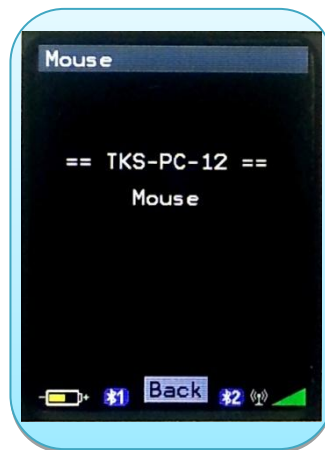 Mouse
== TKS-PC-12 ==
Mouse
1 Back 2